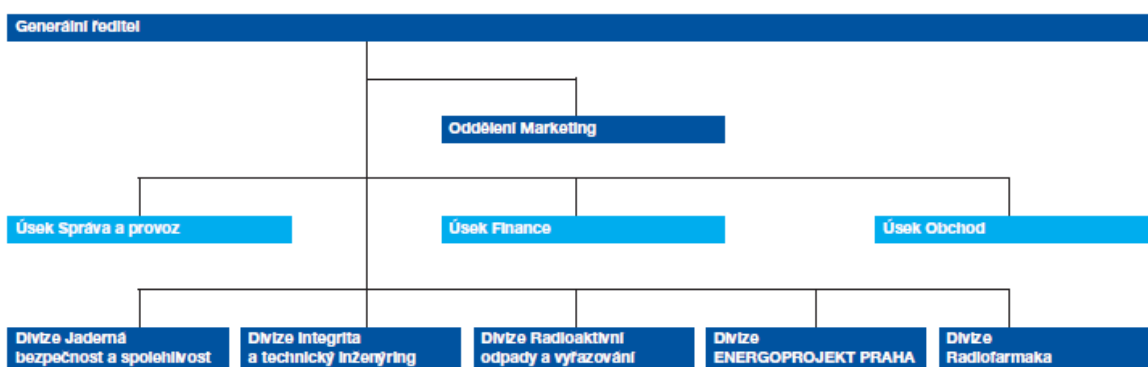 Generální ředitel
Oddělení Marketing
Úsek Správa a provoz
Úsek Finance
Úsek Obchod
Divize Jaderná
bezpečnost a spolehlivost
Divize Integrita
a technický inženýring
Divize Radioaktivní
odpady a vyřazování
Divize
ENERGOPROJEKT PRAHA
Divize
Radiofarmaka